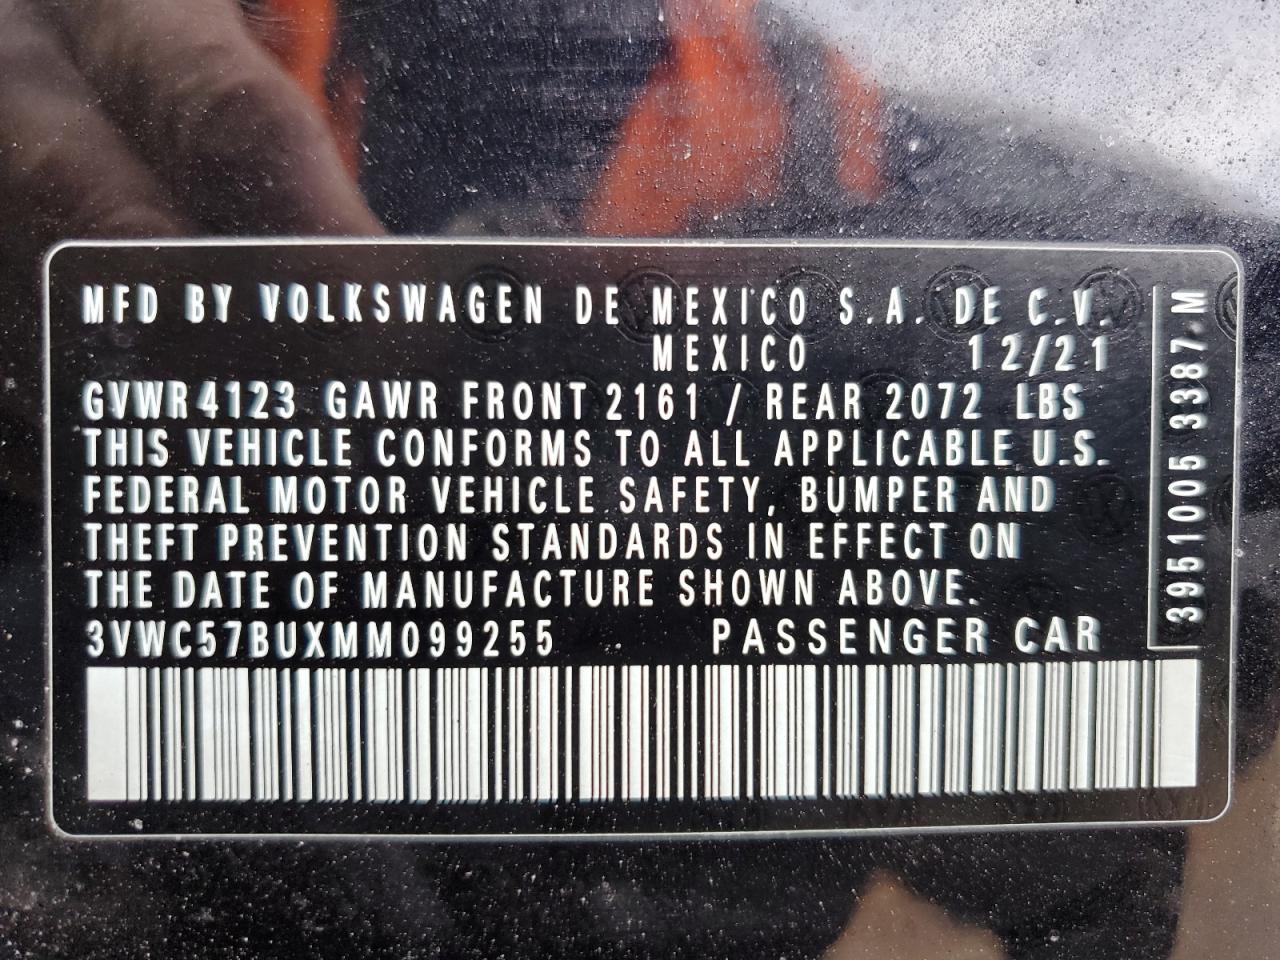 MFD BY VOLKSWAGEN DE MEXICO S.A. DE C.V.
MEXICO 12/21
GVWR 4123 GAWR FRONT 2161 / REAR 2072 LBS
THIS VEHICLE CONFORMS TO ALL APPLICABLE U.S.
FEDERAL MOTOR VEHICLE SAFETY, BUMPER AND
THEFT PREVENTION STANDARDS IN EFFECT ON
THE DATE OF MANUFACTURE SHOWN ABOVE.
3VWC57BUXMM099255 PASSENGER CAR
3951005 3387 M